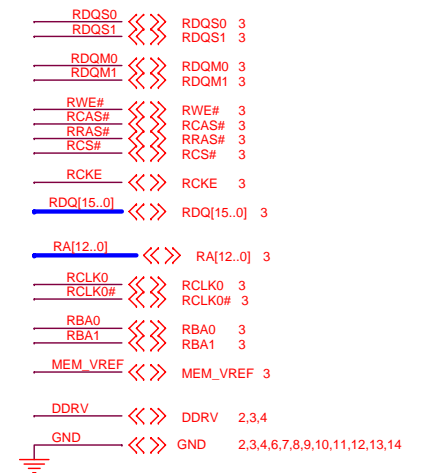 RDQS0 RDQS0 3
RDQS1 RDQS1 3
RDQM0 RDQM0 3
RDQM1 RDQM1 3
RWE# RWE# 3
RCAS# RCAS# 3
RRAS# RRAS# 3
RCS# RCS# 3
RCKE RCKE 3
RDQ[15..0] RDQ[15..0] 3
RA[12..0] RA[12..0] 3
RCLK0 RCLK0 3
RCLK0# RCLK0# 3
RBA0 RBA0 3
RBA1 RBA1 3
MEM_VREF MEM_VREF 3
DDRV DDRV 2,3,4
GND GND 2,3,4,6,7,8,9,10,11,12,13,14